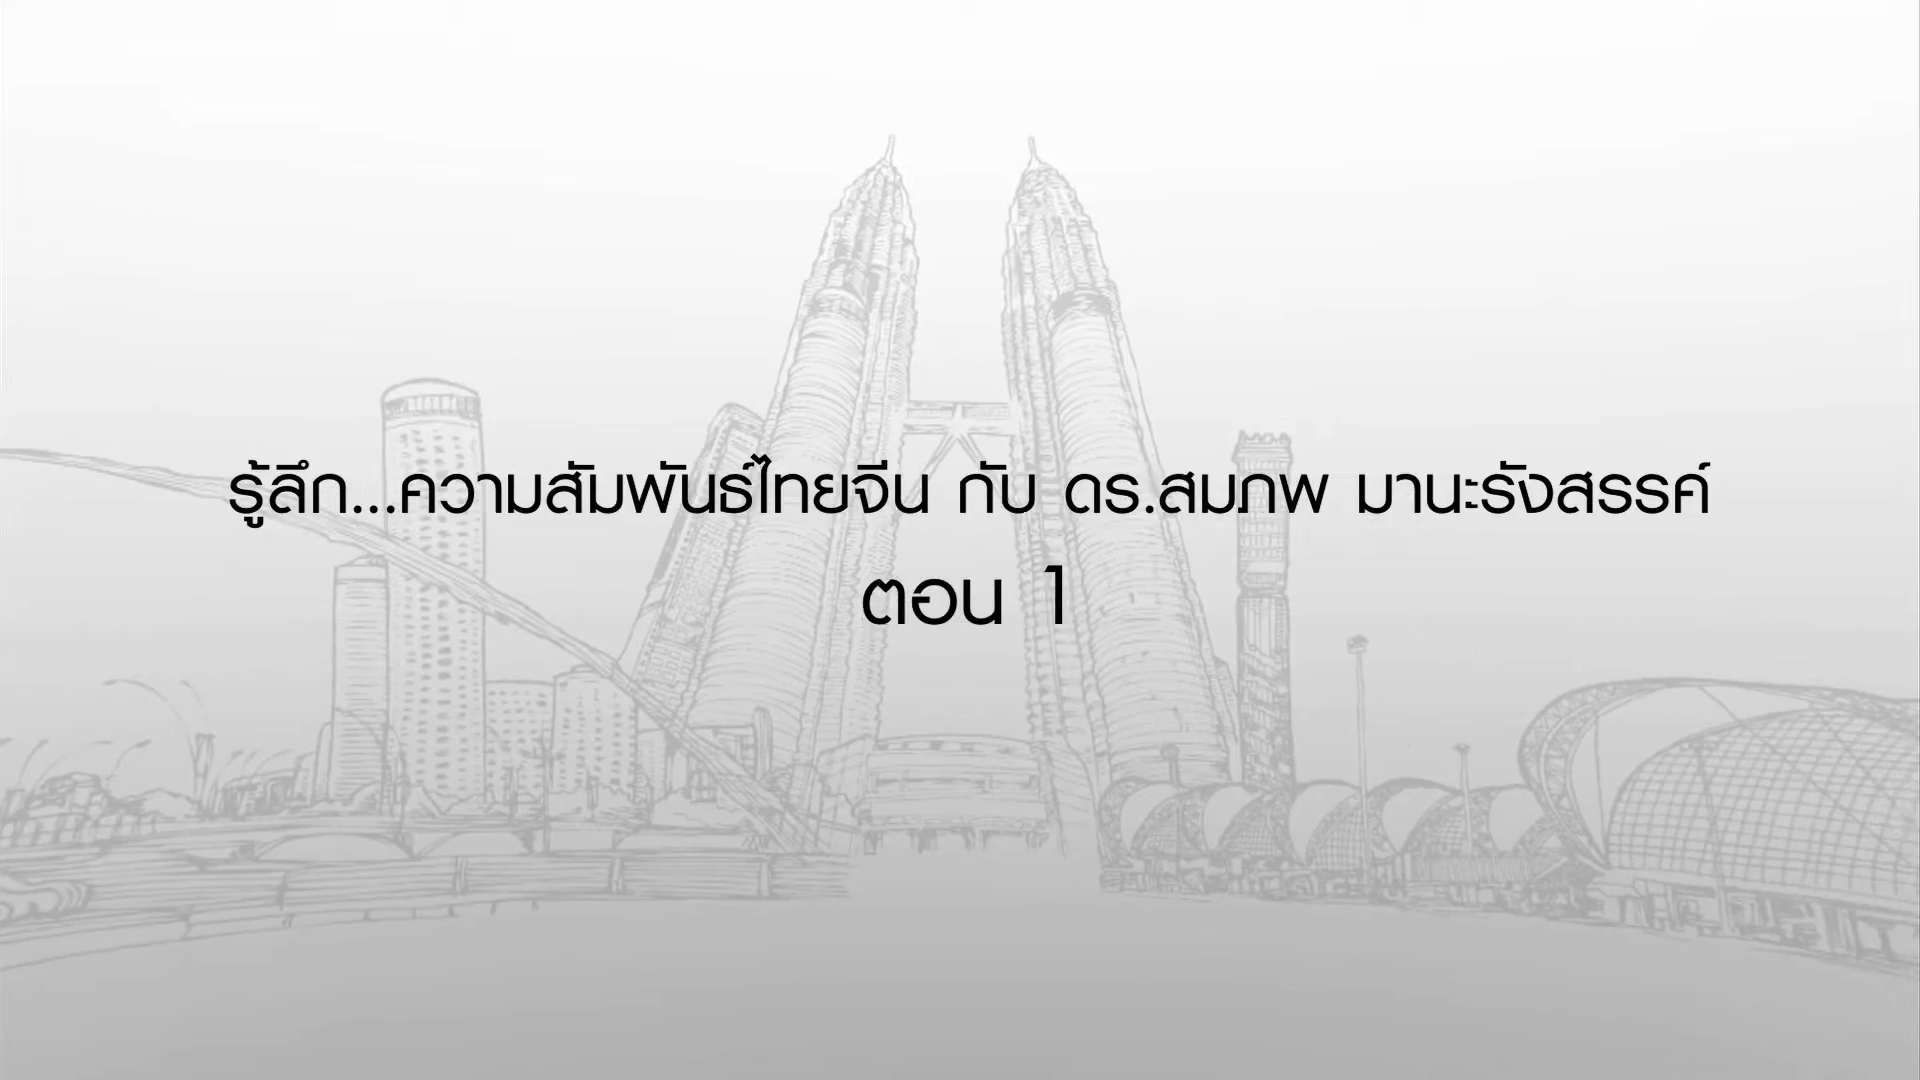 รู้ลึก...ความสัมพันธ์ไทยจีน กับ ดร.สมภพ มานะรังสรรค์
ตอน 1